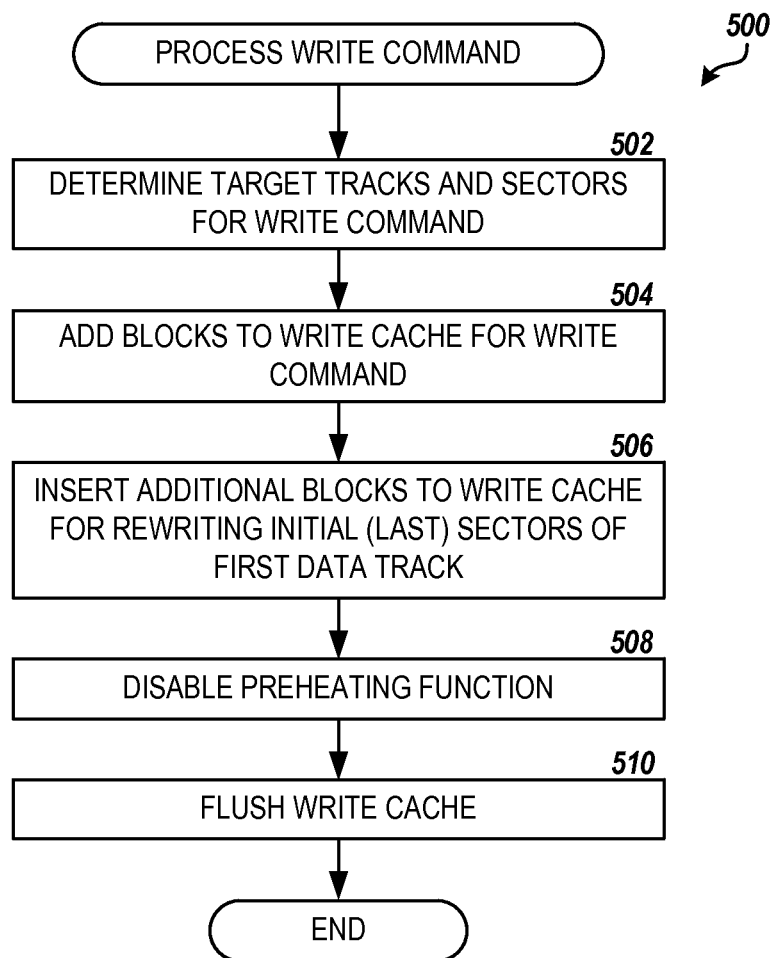 500
PROCESS WRITE COMMAND
502
DETERMINE TARGET TRACKS AND SECTORS
FOR WRITE COMMAND
504
ADD BLOCKS TO WRITE CACHE FOR WRITE
COMMAND
506
INSERT ADDITIONAL BLOCKS TO WRITE CACHE
FOR REWRITING INITIAL (LAST) SECTORS OF
FIRST DATA TRACK
508
DISABLE PREHEATING FUNCTION
510
FLUSH WRITE CACHE
END